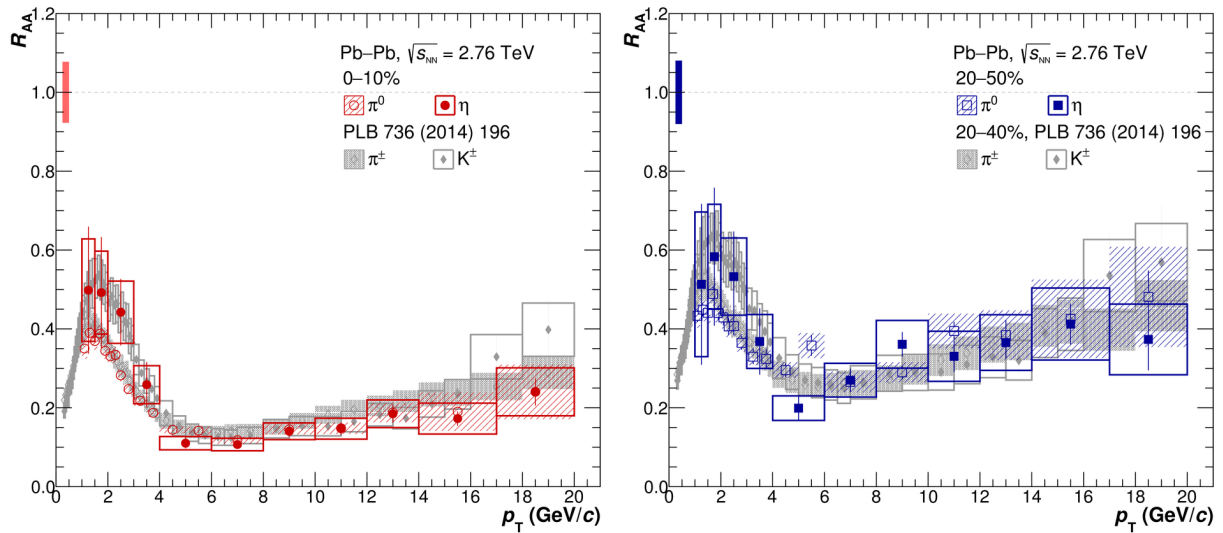 R_AA
1.2
1.0
0.8
0.6
0.4
0.2
0.0
Pb–Pb, √s_NN = 2.76 TeV
0–10%
π⁰ η
PLB 736 (2014) 196
π± K±
0 2 4 6 8 10 12 14 16 18 20
p_T (GeV/c)
R_AA
1.2
1.0
0.8
0.6
0.4
0.2
0.0
Pb–Pb, √s_NN = 2.76 TeV
20–50%
π⁰ η
20–40%, PLB 736 (2014) 196
π± K±
0 2 4 6 8 10 12 14 16 18 20
p_T (GeV/c)